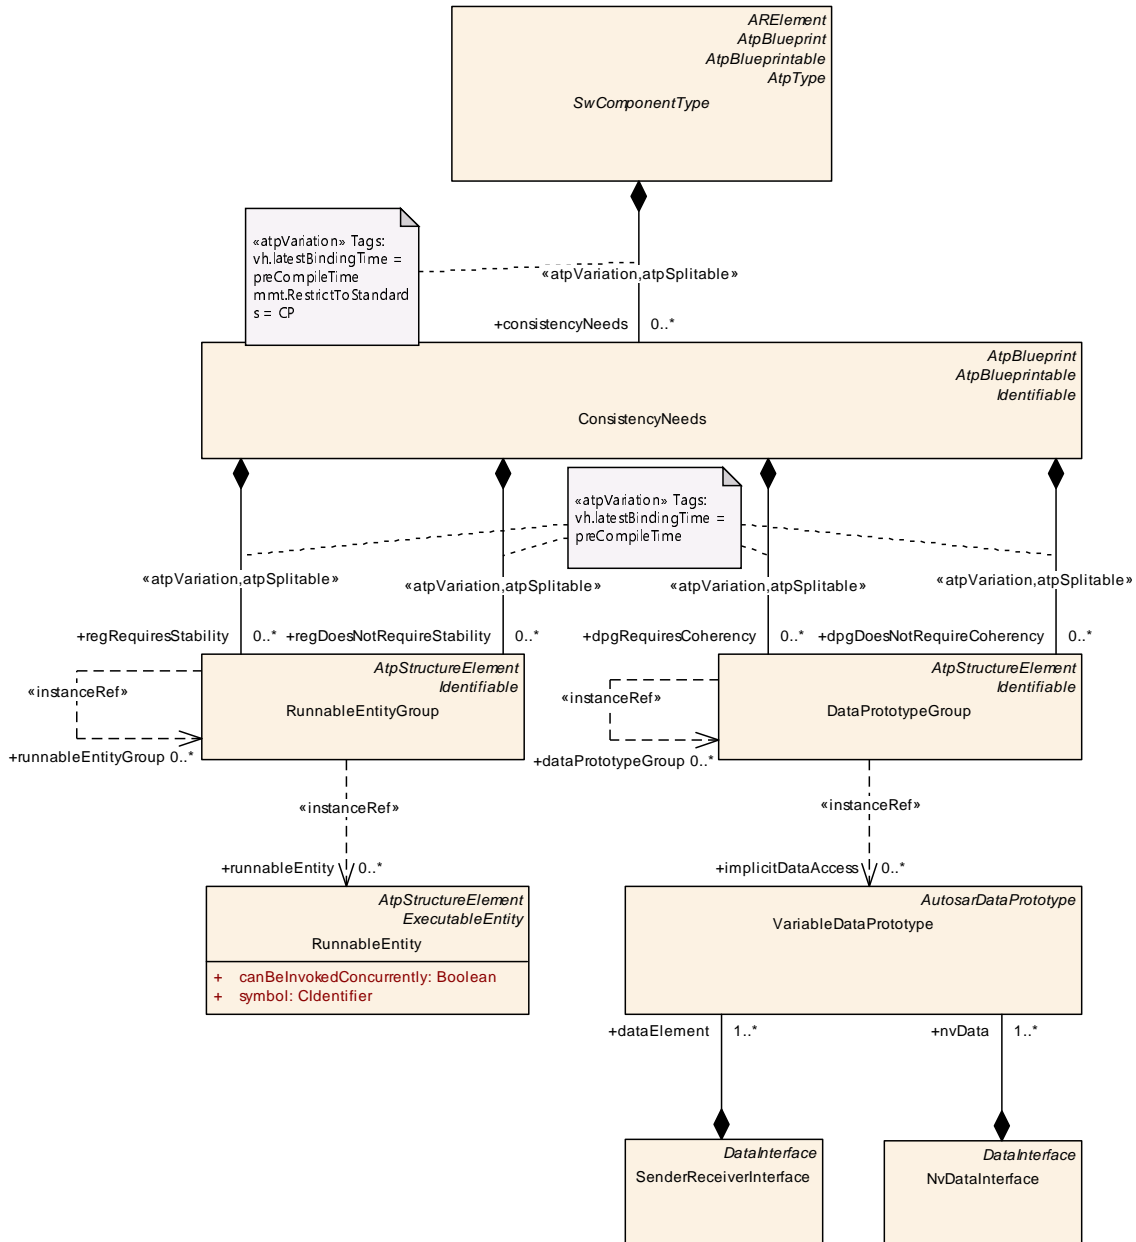 ARElement
AtpBlueprint
AtpBlueprintable
AtpType
SwComponentType
«atpVariation» Tags:
vh.latestBindingTime =
preCompileTime
mmt.RestrictToStandard
s = CP
«atpVariation,atpSplitable»
+consistencyNeeds 0..*
AtpBlueprint
AtpBlueprintable
Identifiable
ConsistencyNeeds
«atpVariation» Tags:
vh.latestBindingTime =
preCompileTime
«atpVariation,atpSplitable» «atpVariation,atpSplitable» «atpVariation,atpSplitable» «atpVariation,atpSplitable»
+regRequiresStability 0..* +regDoesNotRequireStability 0..* +dpgRequiresCoherency 0..* +dpgDoesNotRequireCoherency 0..*
AtpStructureElement
Identifiable
RunnableEntityGroup
«instanceRef»
+runnableEntityGroup 0..*
AtpStructureElement
Identifiable
DataPrototypeGroup
«instanceRef»
+dataPrototypeGroup 0..*
«instanceRef» «instanceRef»
+runnableEntity 0..* +implicitDataAccess 0..*
AtpStructureElement
ExecutableEntity
RunnableEntity
+ canBeInvokedConcurrently: Boolean
+ symbol: CIdentifier
AutosarDataPrototype
VariableDataPrototype
+dataElement 1..* +nvData 1..*
DataInterface
SenderReceiverInterface
DataInterface
NvDataInterface